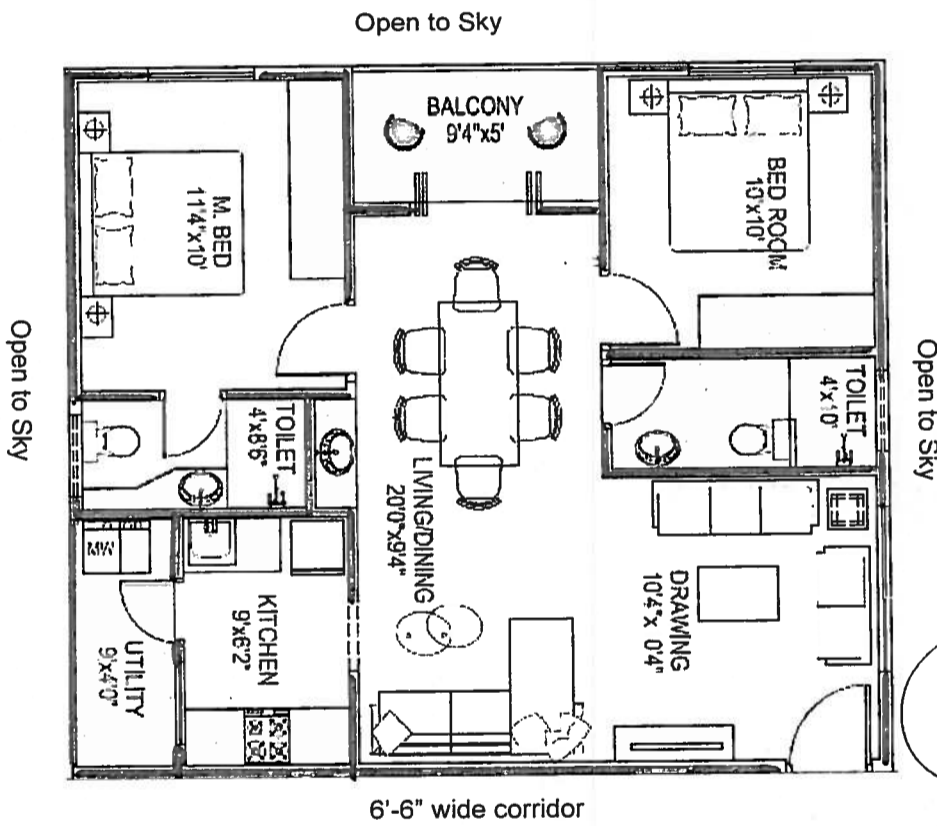 Open to Sky
BALCONY
9'4"x5'
BED ROOM
10'x10'
M. BED
11'4"x10'
Open to Sky
Open to Sky
TOILET
4'x10'
TOILET
4'x8'6"
LIVING/DINING
20'0"x9'4"
DRAWING
10'4"x 0'4"
KITCHEN
9'x6'2"
UTILITY
9'x4'0"
MW
6'-6" wide corridor